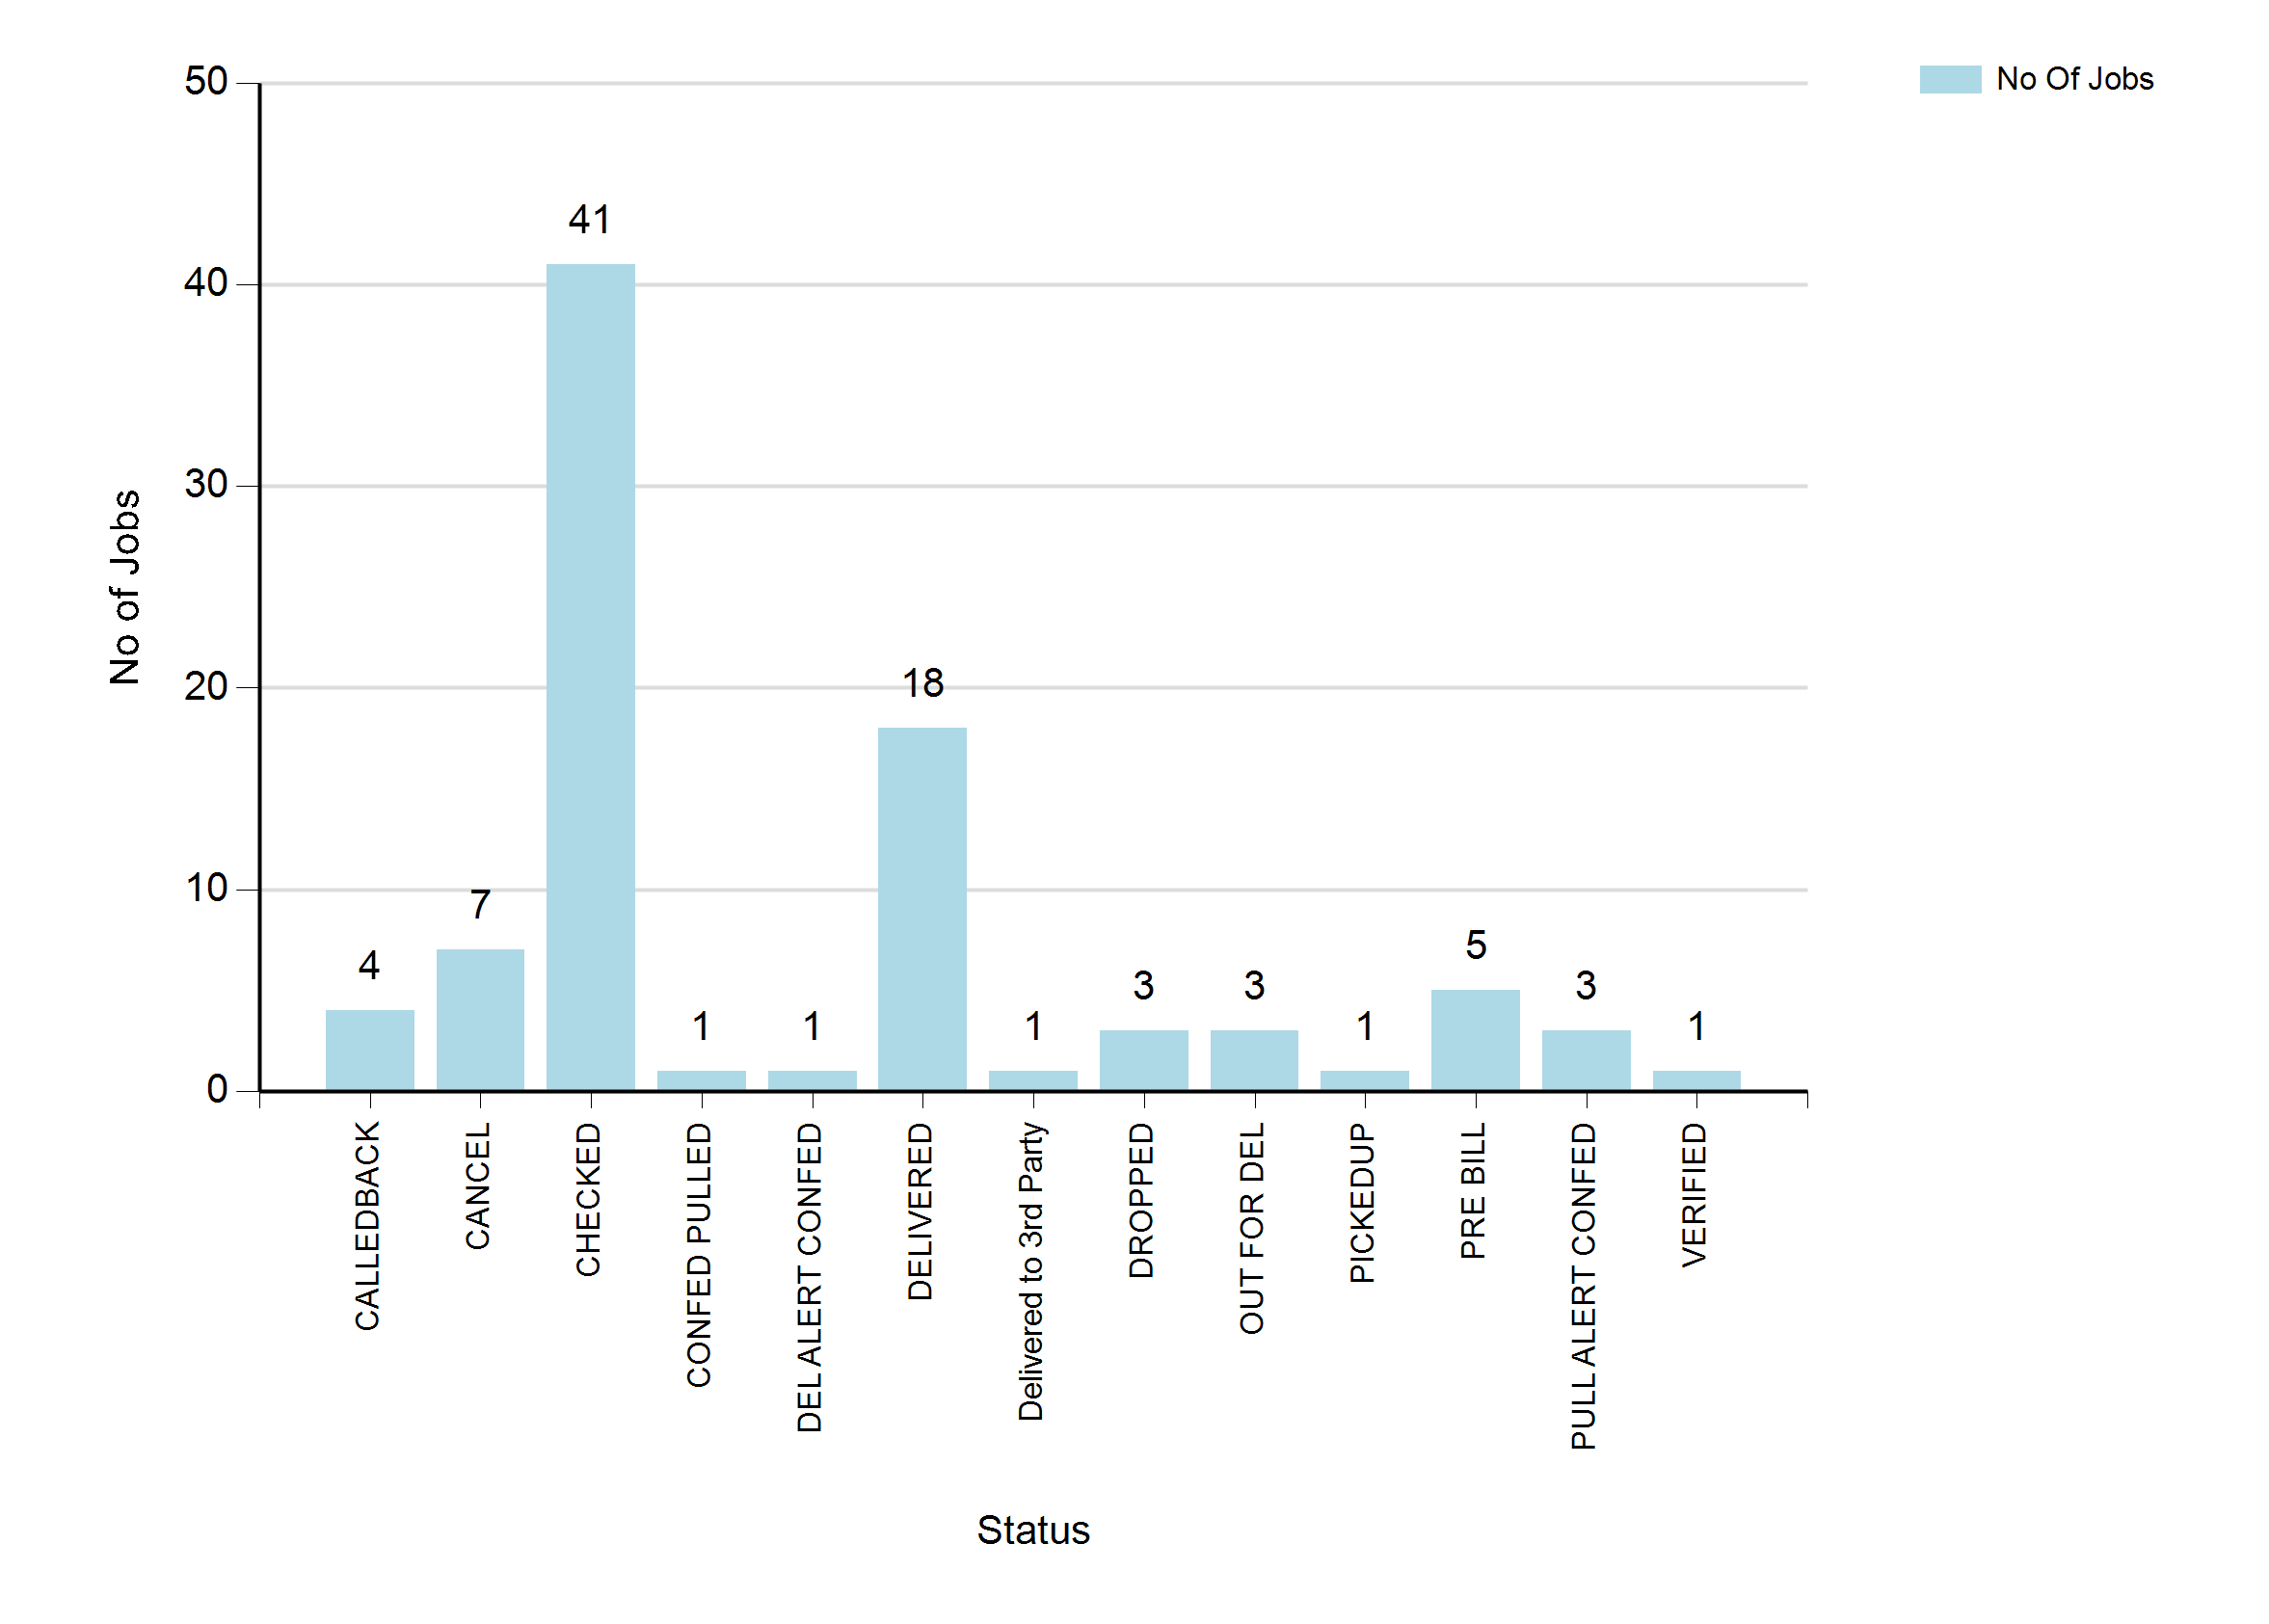 No Of Jobs
50
40
30
20
10
0
No of Jobs
4
7
41
1
1
18
1
3
3
1
5
3
1
CALLEDBACK
CANCEL
CHECKED
CONFED PULLED
DEL ALERT CONFED
DELIVERED
Delivered to 3rd Party
DROPPED
OUT FOR DEL
PICKEDUP
PRE BILL
PULL ALERT CONFED
VERIFIED
Status